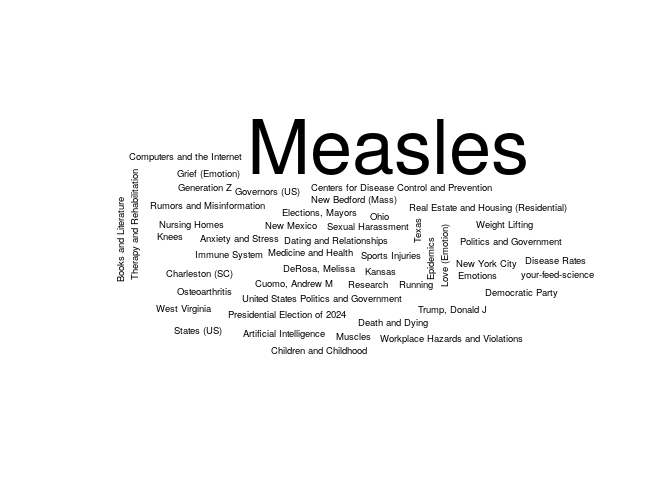 Measles
Computers and the Internet
Grief (Emotion)
Generation Z
Governors (US)
Centers for Disease Control and Prevention
New Bedford (Mass)
Rumors and Misinformation
Elections, Mayors
Ohio
Real Estate and Housing (Residential)
Books and Literature
Therapy and Rehabilitation
Nursing Homes
New Mexico
Sexual Harassment
Texas
Weight Lifting
Knees
Anxiety and Stress
Dating and Relationships
Epidemics
Love (Emotion)
Politics and Government
Immune System
Medicine and Health
Sports Injuries
New York City
Disease Rates
Charleston (SC)
DeRosa, Melissa
Kansas
Emotions
your-feed-science
Cuomo, Andrew M
Research
Running
Osteoarthritis
United States Politics and Government
Democratic Party
West Virginia
Presidential Election of 2024
Trump, Donald J
Death and Dying
States (US)
Artificial Intelligence
Muscles
Workplace Hazards and Violations
Children and Childhood